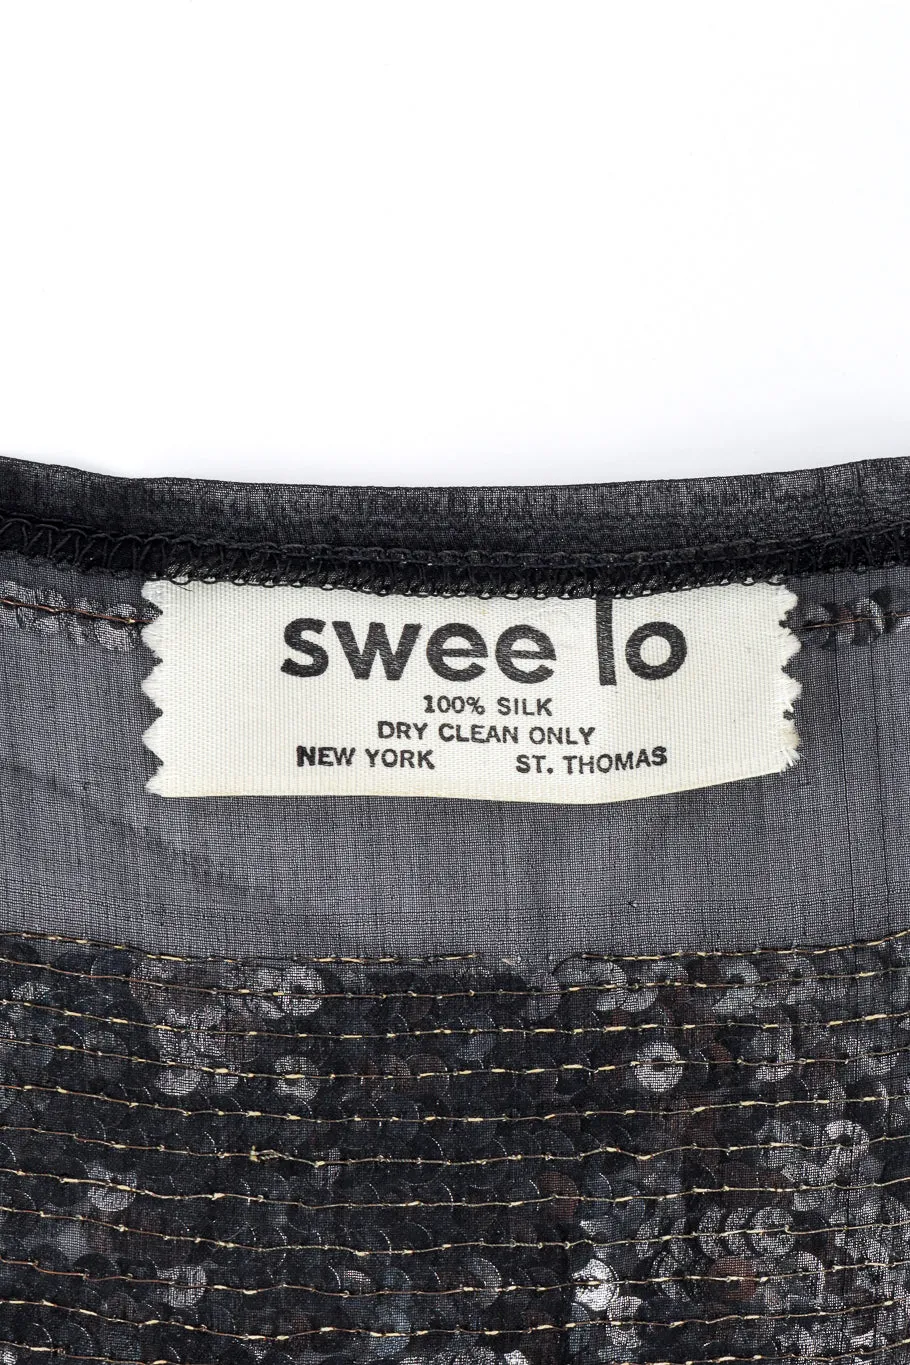 swee lo
100% SILK
DRY CLEAN ONLY
NEW YORK ST. THOMAS